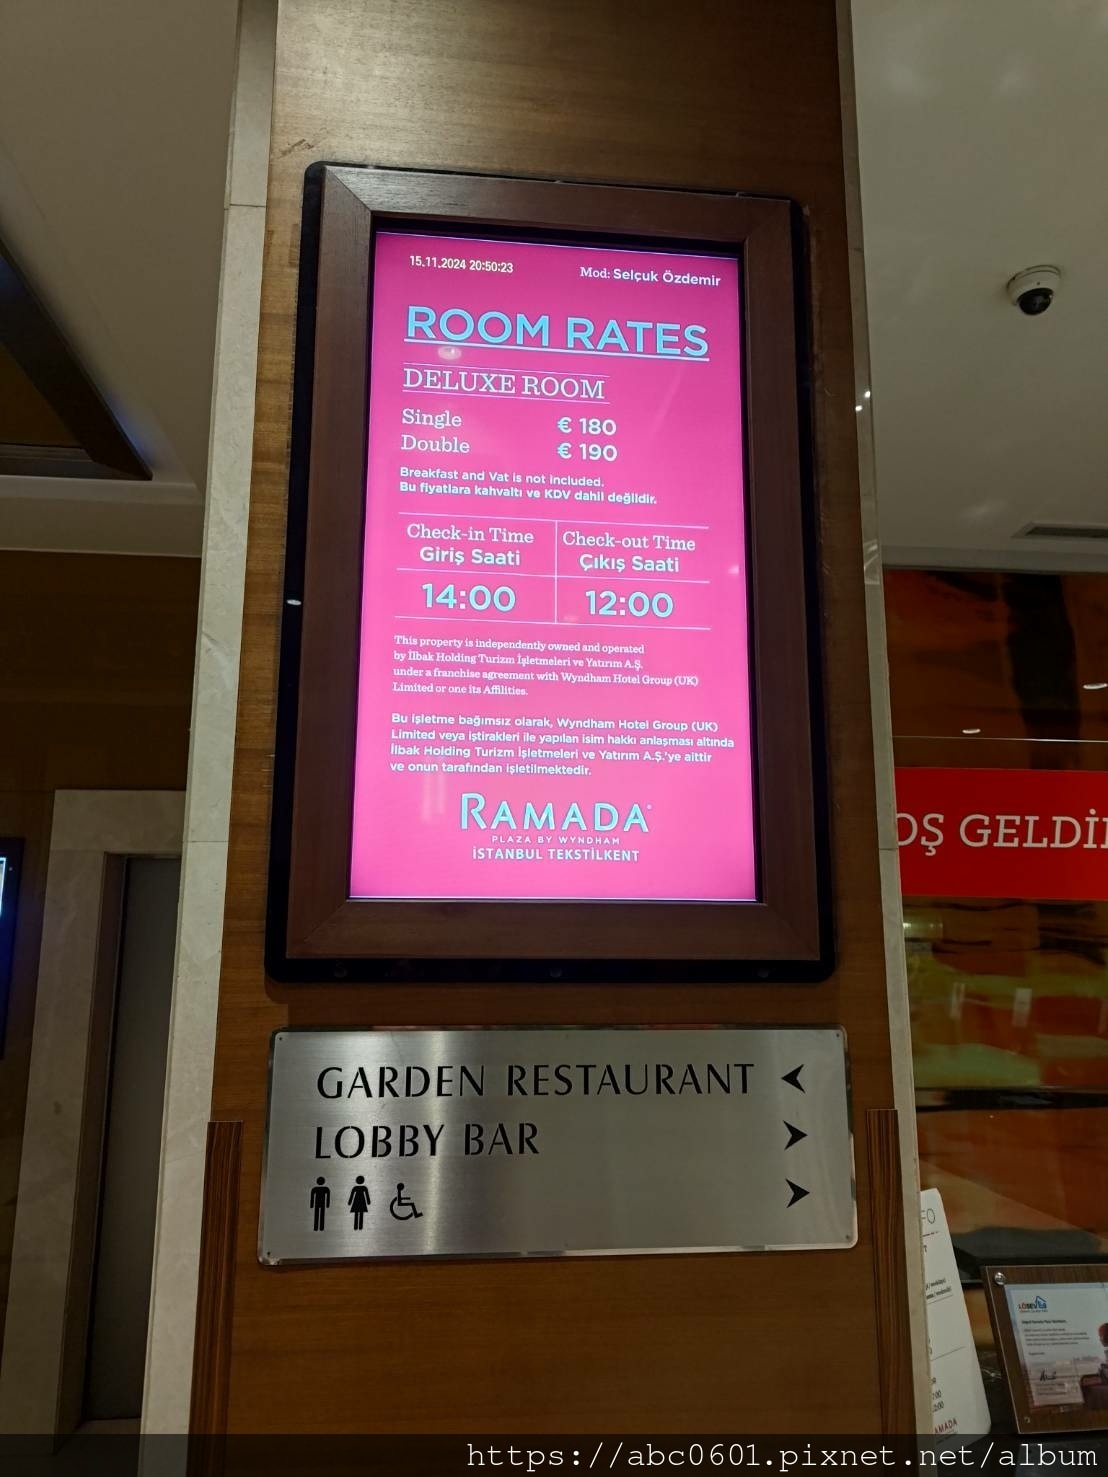 15.11.2024 20:50:23
Mod: Selçuk Özdemir
ROOM RATES
DELUXE ROOM
Single € 180
Double € 190
Breakfast and Vat is not included.
Bu fiyatlara kahvaltı ve KDV dahil değildir.
Check-in Time
Giriş Saati
14:00
Check-out Time
Çıkış Saati
12:00
This property is independently owned and operated
by İlbak Holding Turizm İşletmeleri ve Yatırım A.Ş.
under a franchise agreement with Wyndham Hotel Group (UK)
Limited or one its Affilities.
Bu işletme bağımsız olarak, Wyndham Hotel Group (UK)
Limited veya iştirakleri ile yapılan isim hakkı anlaşması altında
İlbak Holding Turizm İşletmeleri ve Yatırım A.Ş.'ye aittir
ve onun tarafından işletilmektedir.
RAMADA
PLAZA BY WYNDHAM
İSTANBUL TEKSTİLKENT
OŞ GELDİ
GARDEN RESTAURANT
LOBBY BAR
LÖSEV
https://abc0601.pixnet.net/album